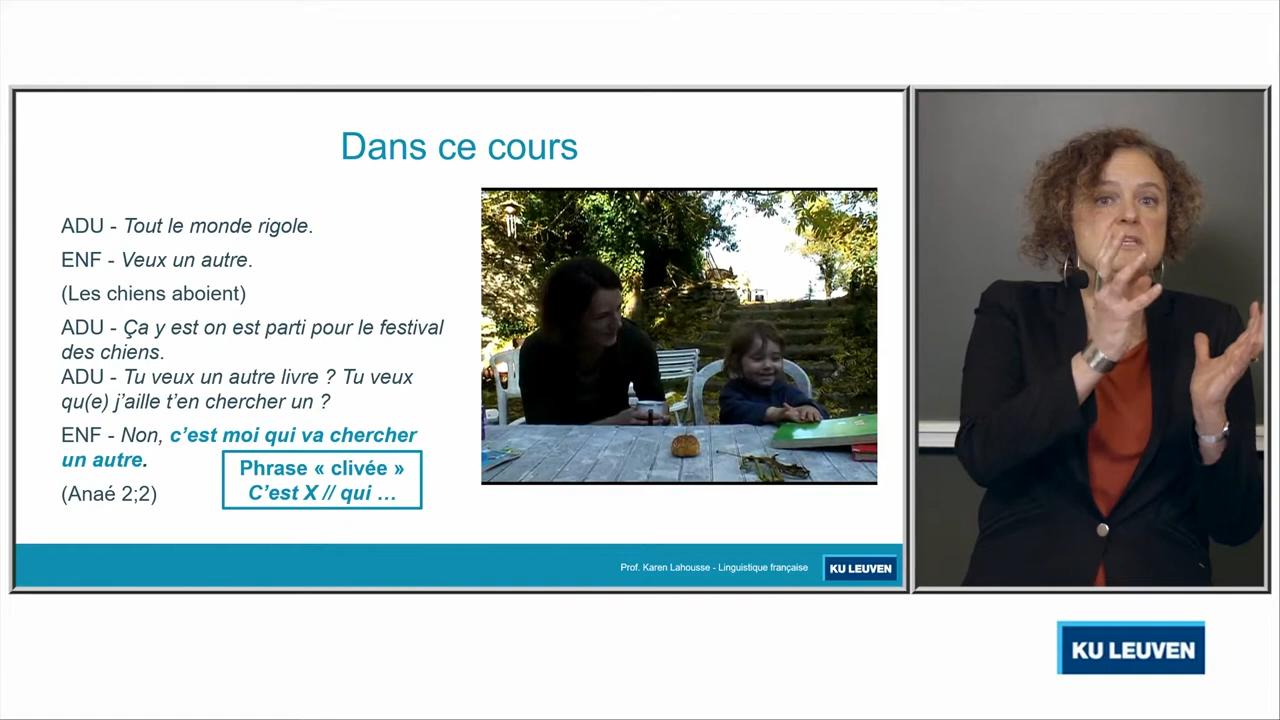 Dans ce cours
ADU - Tout le monde rigole.
ENF - Veux un autre.
(Les chiens aboient)
ADU - Ça y est on est parti pour le festival
des chiens.
ADU - Tu veux un autre livre ? Tu veux
qu(e) j’aille t’en chercher un ?
ENF - Non, c’est moi qui va chercher
un autre.
Phrase « clivée »
C’est X // qui …
(Anaé 2;2)
Prof. Karen Lahousse - Linguistique française
KU LEUVEN
KU LEUVEN